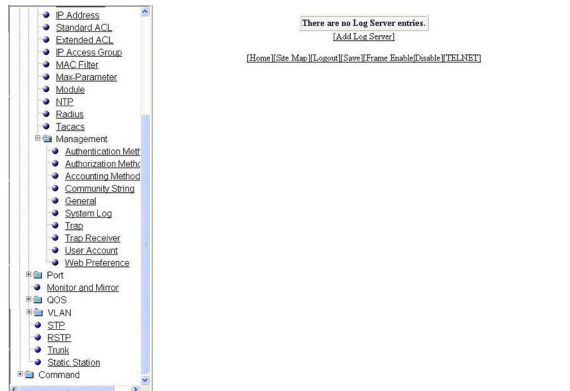 IP Address
Standard ACL
Extended ACL
IP Access Group
MAC Filter
Max-Parameter
Module
NTP
Radius
Tacacs
Management
Authentication Meth
Authorization Metho
Accounting Method
Community String
General
System Log
Trap
Trap Receiver
User Account
Web Preference
Port
Monitor and Mirror
QOS
VLAN
STP
RSTP
Trunk
Static Station
Command
There are no Log Server entries.
[Add Log Server]
[Home][Site Map][Logout][Save][Frame Enable|Disable][TELNET]